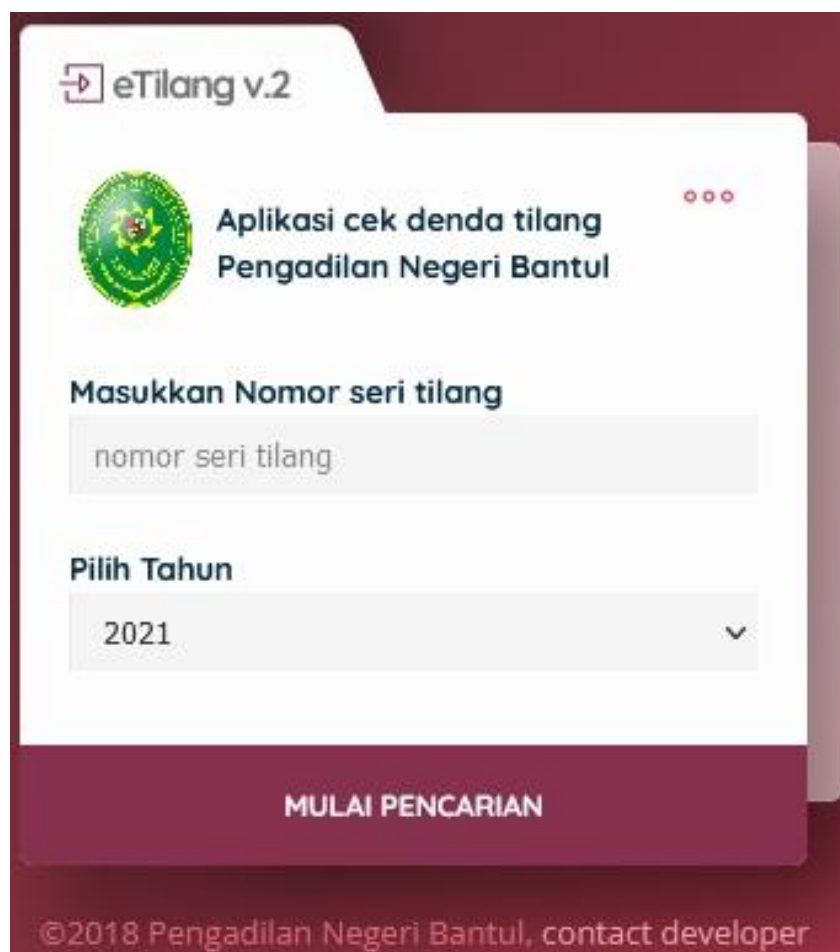 eTilang v.2
Aplikasi cek denda tilang
Pengadilan Negeri Bantul
Masukkan Nomor seri tilang
nomor seri tilang
Pilih Tahun
2021
MULAI PENCARIAN
©2018 Pengadilan Negeri Bantul, contact developer